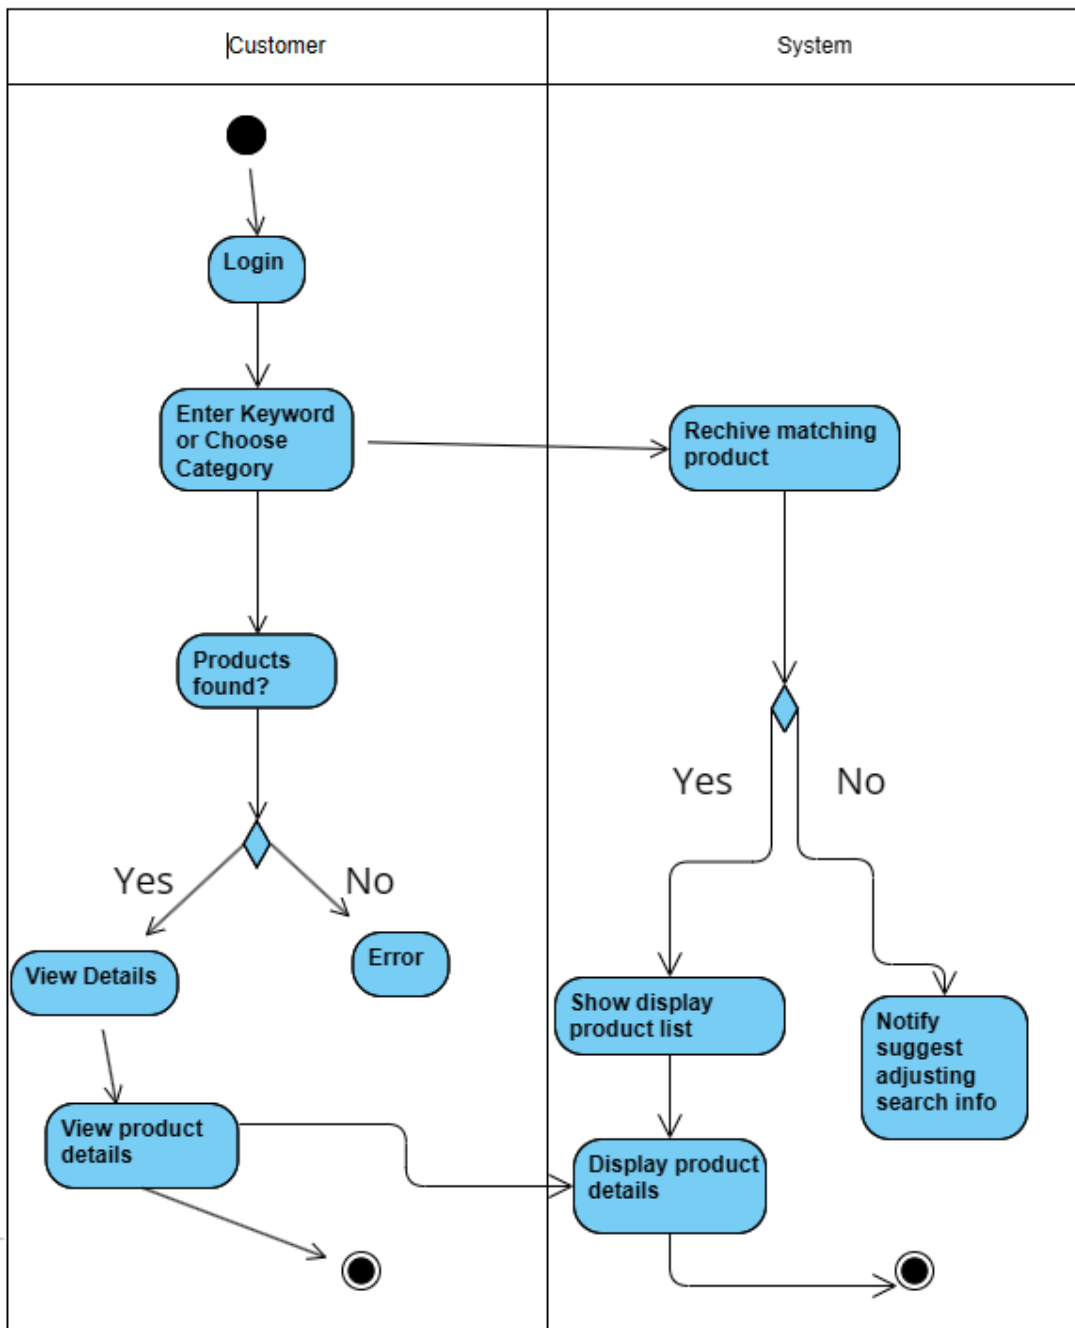 Customer
System
Login
Enter Keyword
or Choose
Category
Rechive matching
product
Products
found?
Yes
No
Yes
No
View Details
Error
Show display
product list
Notify
suggest
adjusting
search info
View product
details
Display product
details